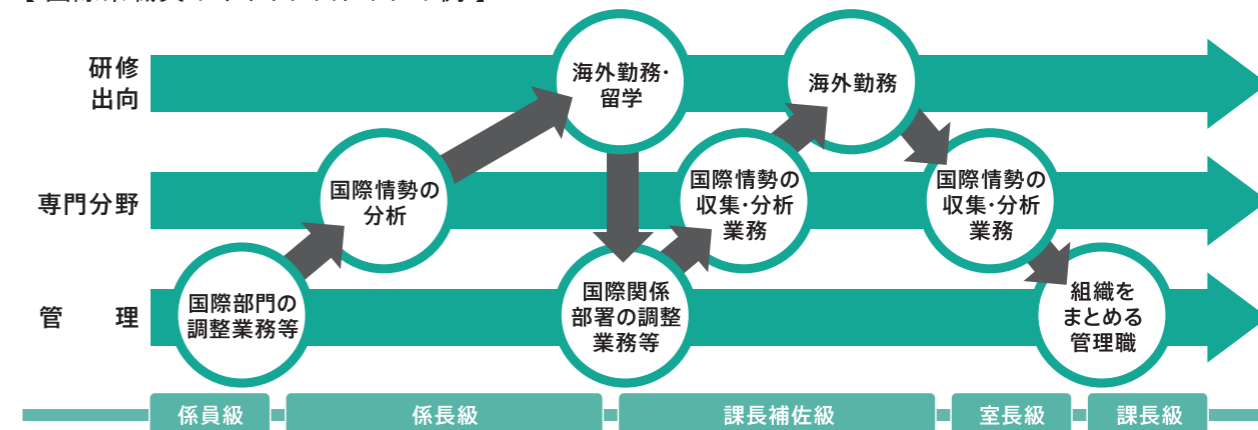 研修
出向
海外勤務・
留学
海外勤務
専門分野
国際情勢の
分析
国際情勢の
収集・分析
業務
国際情勢の
収集・分析
業務
管 理
国際部門の
調整業務等
国際関係
部署の調整
業務等
組織を
まとめる
管理職
係員級
係長級
課長補佐級
室長級
課長級